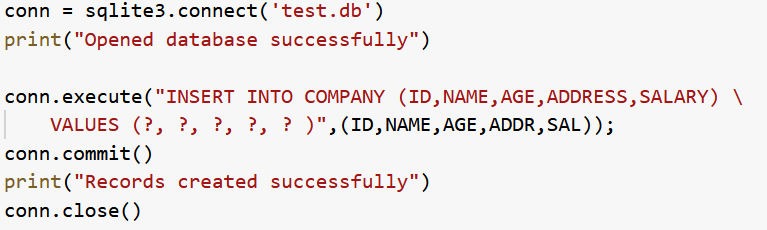 conn = sqlite3.connect('test.db')
print("Opened database successfully")
conn.execute("INSERT INTO COMPANY (ID,NAME,AGE,ADDRESS,SALARY) \
VALUES (?, ?, ?, ?, ? )",(ID,NAME,AGE,ADDR,SAL));
conn.commit()
print("Records created successfully")
conn.close()